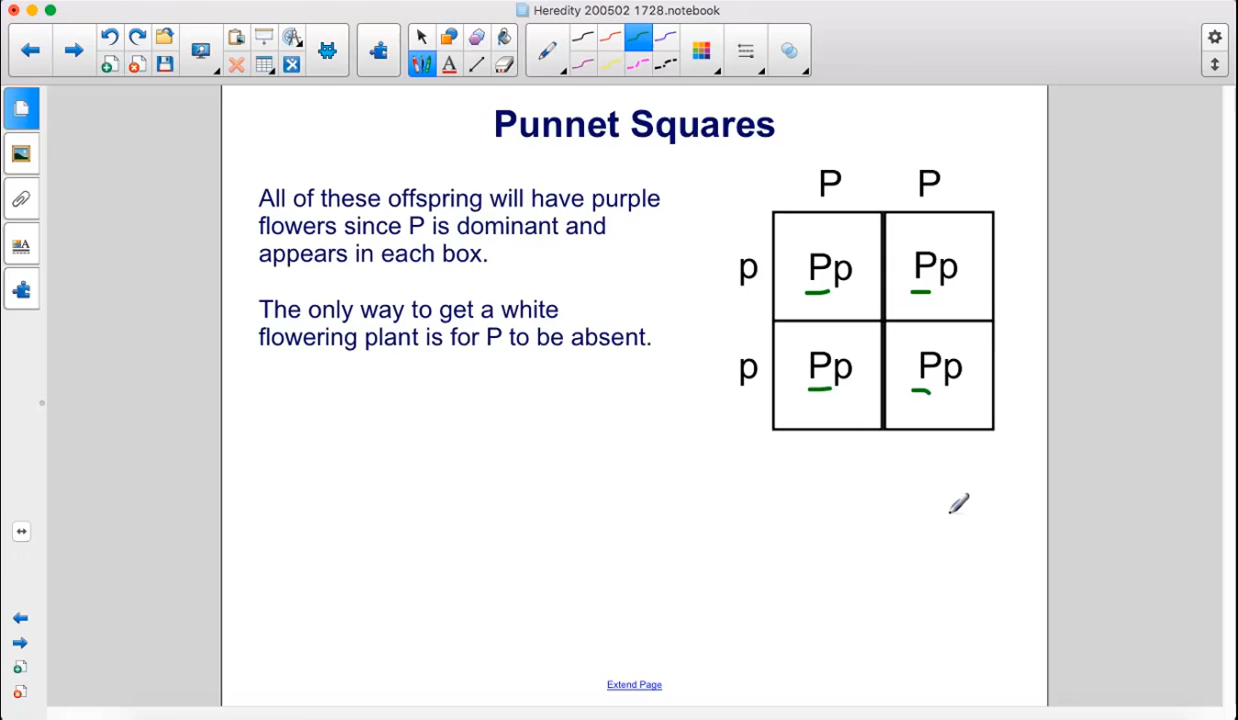 Heredity 200502 1728.notebook
Punnet Squares
All of these offspring will have purple
flowers since P is dominant and
appears in each box.
The only way to get a white
flowering plant is for P to be absent.
P P
p Pp Pp
p Pp Pp
Extend Page